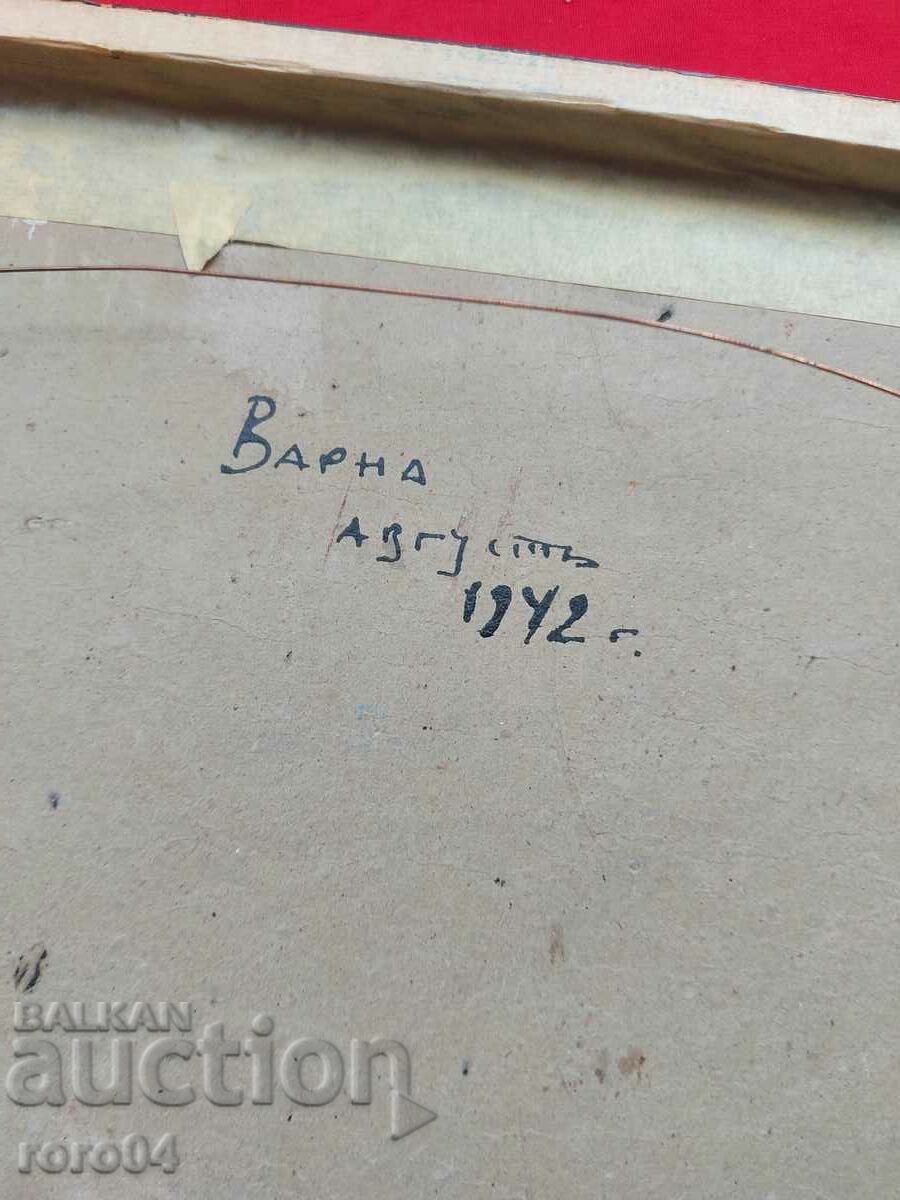 Варна
августъ
1942 г.
BALKAN
auction
roro04